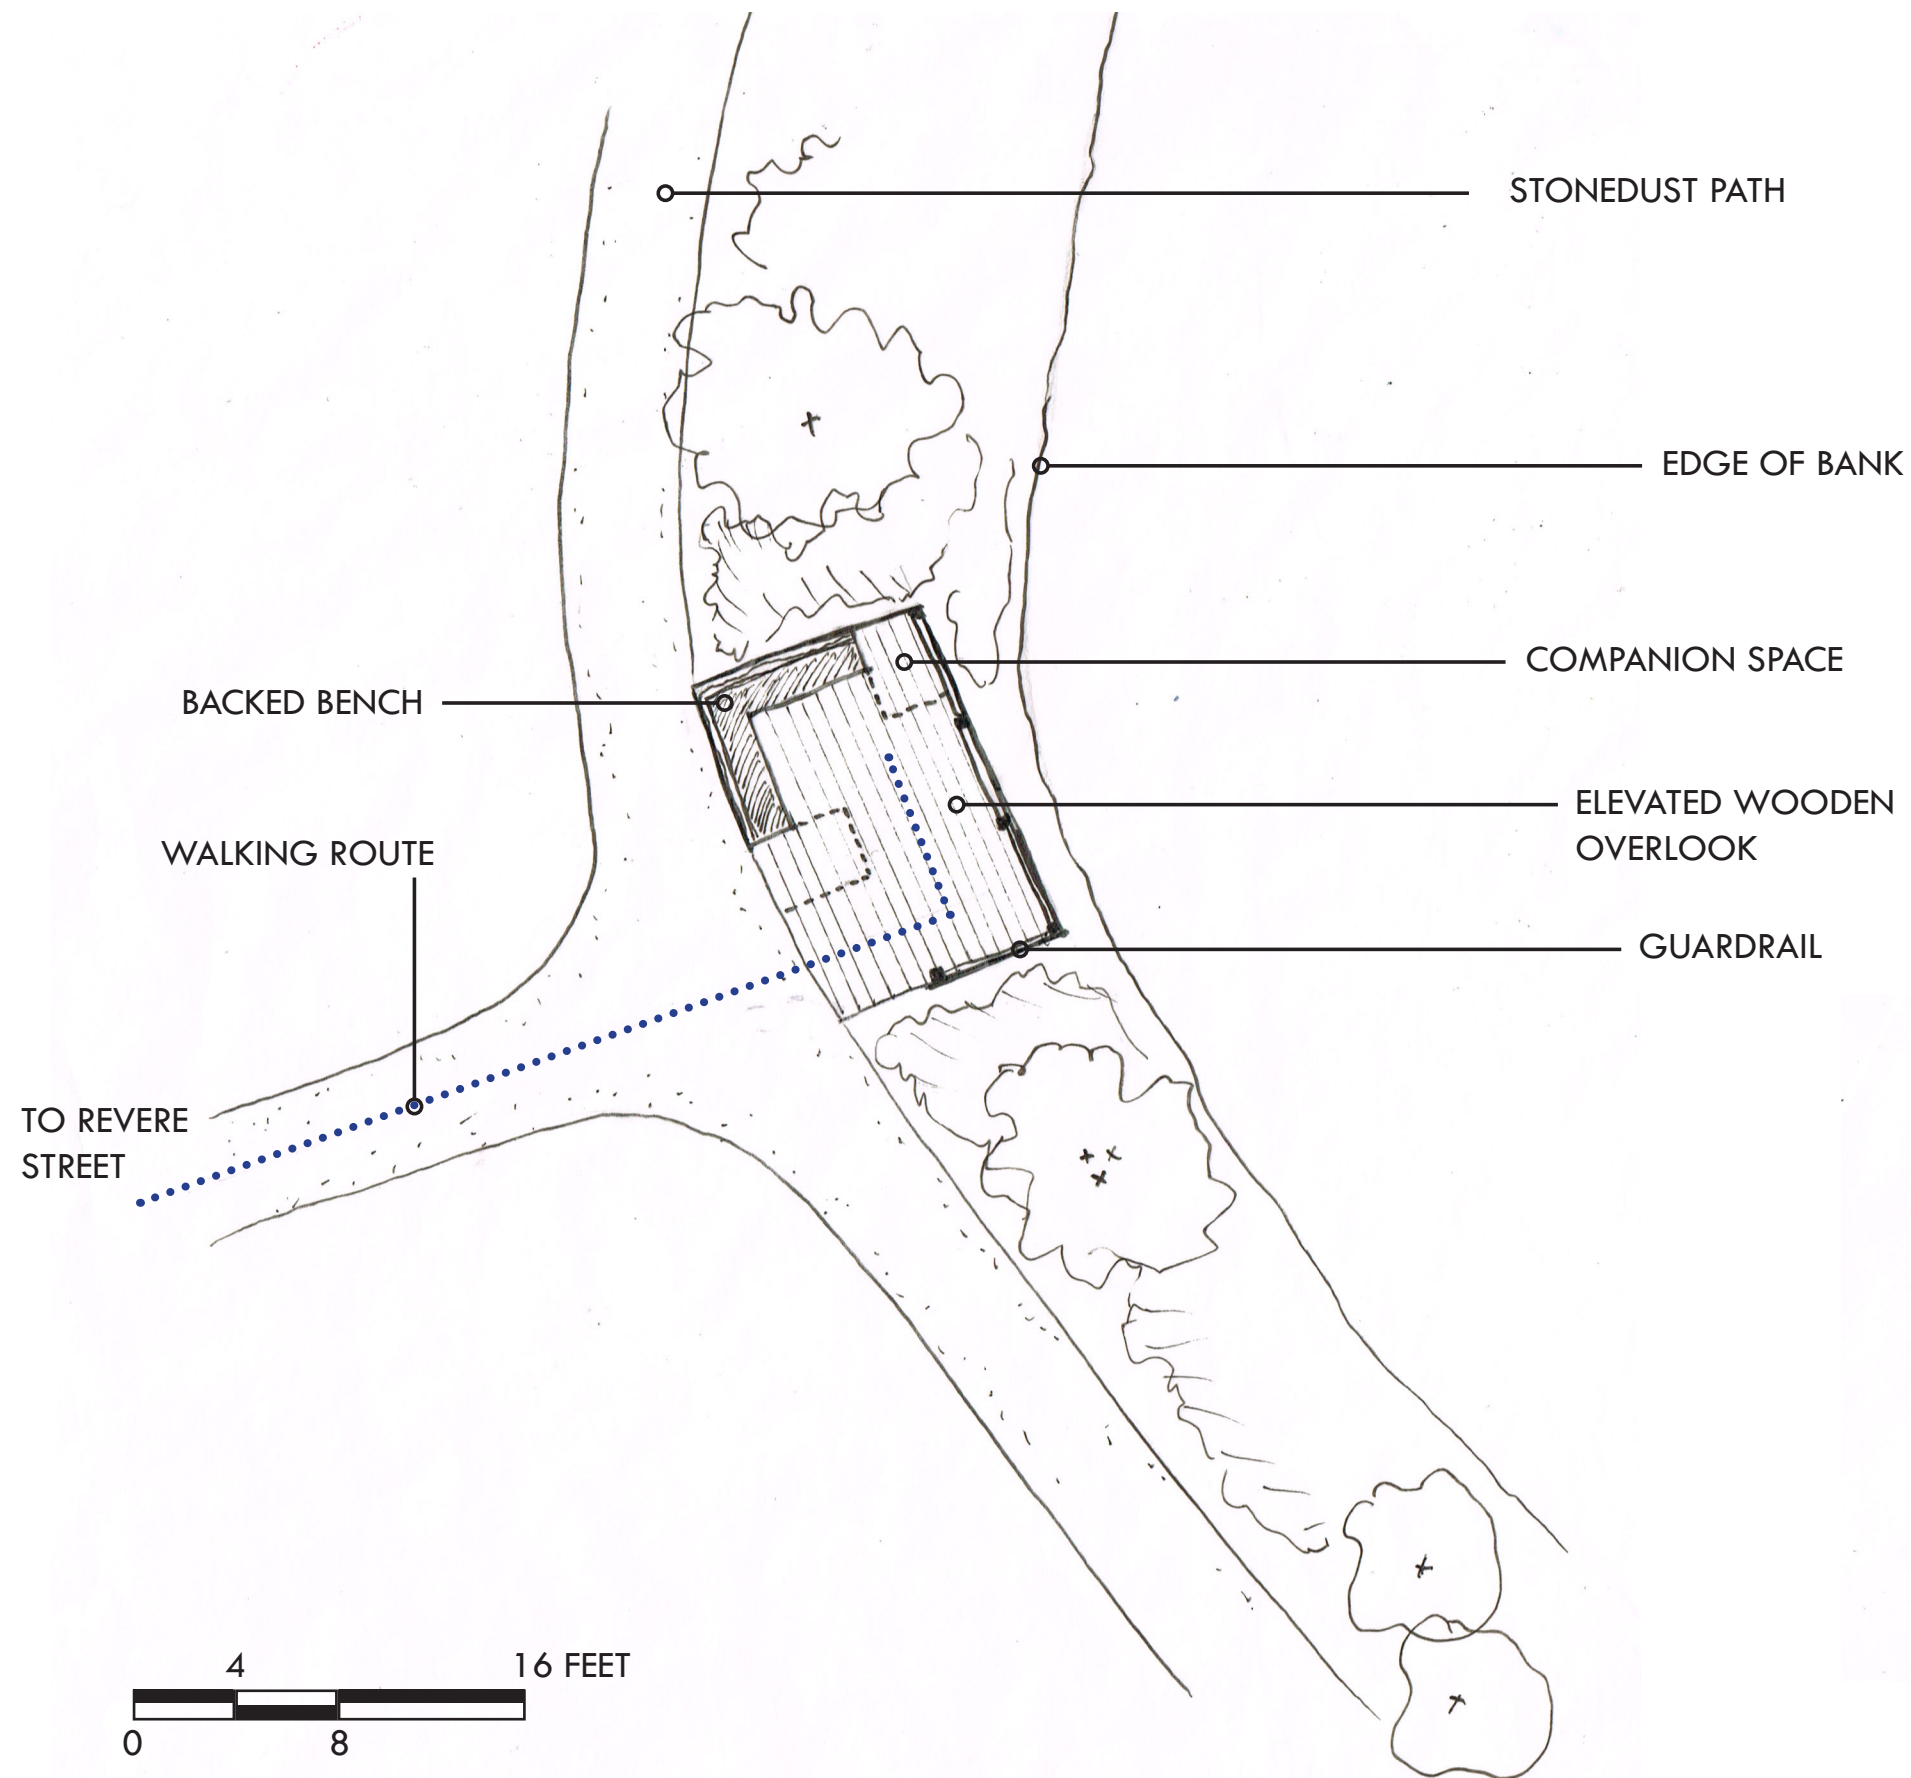 STONEDUST PATH
EDGE OF BANK
COMPANION SPACE
BACKED BENCH
ELEVATED WOODEN
OVERLOOK
WALKING ROUTE
GUARDRAIL
TO REVERE
STREET
4
16 FEET
0
8